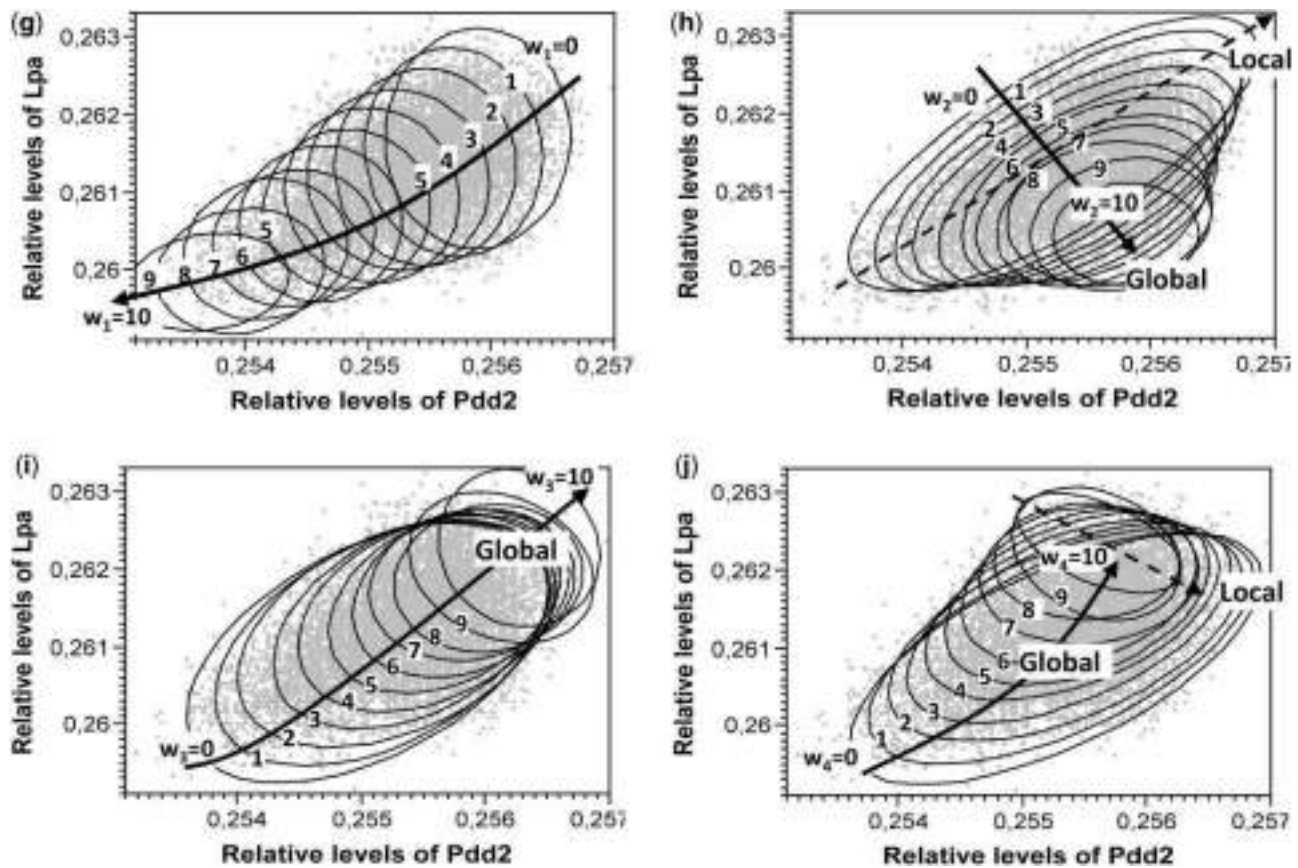 (g)
0,263
0,262
0,261
0,26
Relative levels of Lpa
w1=0
1
2
3
4
5
5
6
7
8
9
w1=10
0,254 0,255 0,256 0,257
Relative levels of Pdd2
(h)
0,263
0,262
0,261
0,26
Relative levels of Lpa
Local
w2=0
1
3
2
5
4
7
6
8
9
w2=10
Global
0,254 0,255 0,256 0,257
Relative levels of Pdd2
(i)
0,263
0,262
0,261
0,26
Relative levels of Lpa
w3=10
Global
9
8
7
6
5
4
3
2
1
w3=0
0,254 0,255 0,256 0,257
Relative levels of Pdd2
(j)
0,263
0,262
0,261
0,26
Relative levels of Lpa
w4=10
Local
9
8
7
6
Global
5
4
3
2
1
w4=0
0,254 0,255 0,256 0,257
Relative levels of Pdd2